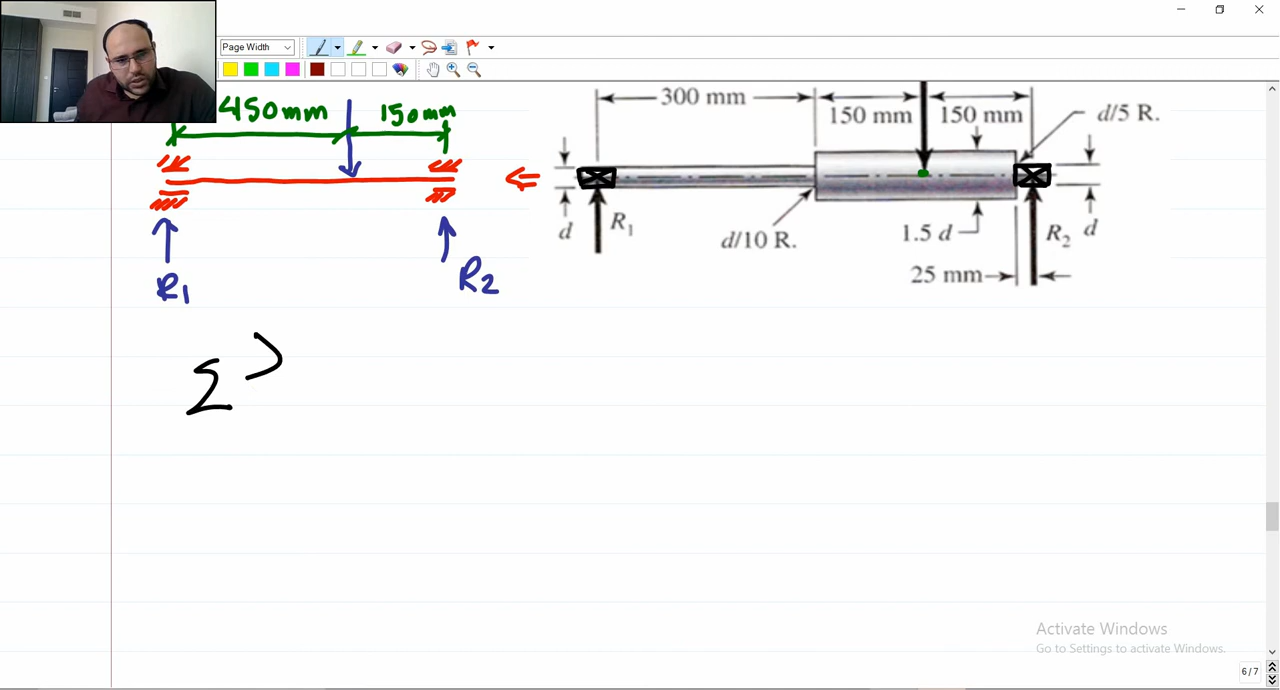 Page Width
450mm
150mm
300 mm
150 mm
150 mm
d/5 R.
d
R1
d/10 R.
1.5 d
R2
d
25 mm
R1
R2
Σ
Activate Windows
Go to Settings to activate Windows.
6/7